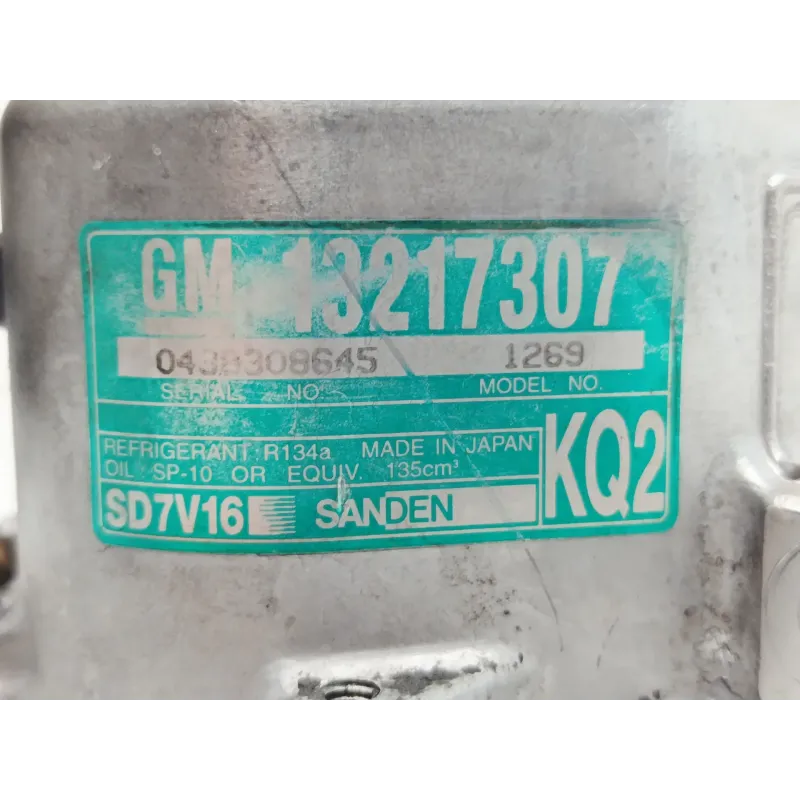 GM 13217307
0438308645 1269
SERIAL NO. MODEL NO.
REFRIGERANT: R134a MADE IN JAPAN
OIL SP-10 OR EQUIV. 135cm³
KQ2
SD7V16 SANDEN